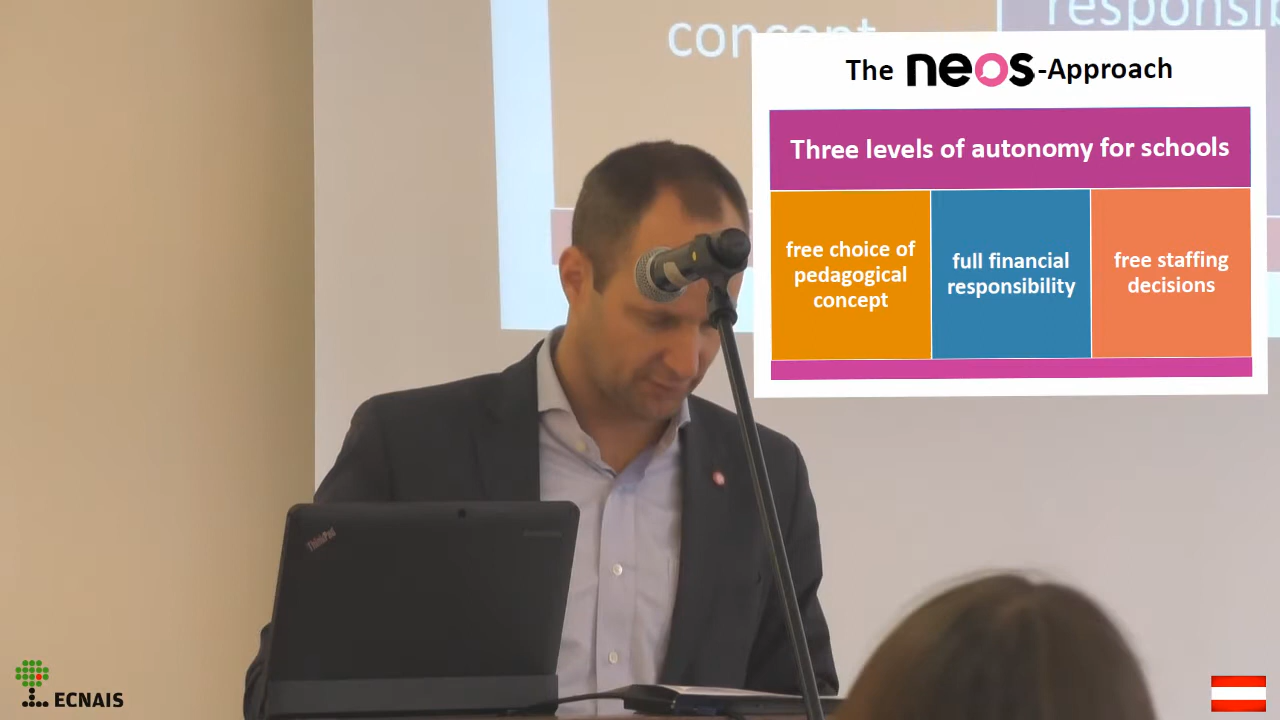 concept
The neos-Approach
Three levels of autonomy for schools
free choice of
pedagogical
concept
full financial
responsibility
free staffing
decisions
ThinkPad
ECNAIS